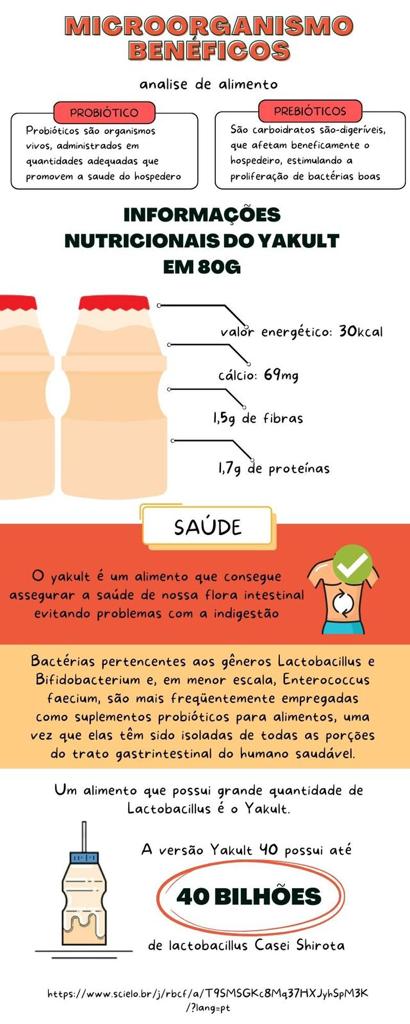 MICROORGANISMO
BENÉFICOS
analise de alimento
PROBIÓTICO
Probióticos são organismos
vivos, administrados em
quantidades adequadas que
promovem a saude do hospedero
PREBIÓTICOS
São carboidratos são-digeríveis,
que afetam beneficamente o
hospedeiro, estimulando a
proliferação de bactérias boas
INFORMAÇÕES
NUTRICIONAIS DO YAKULT
EM 80G
valor energético: 30kcal
cálcio: 69mg
1,5g de fibras
1,7g de proteínas
SAÚDE
O yakult é um alimento que consegue
assegurar a saúde de nossa flora intestinal
evitando problemas com a indigestão
Bactérias pertencentes aos gêneros Lactobacillus e
Bifidobacterium e, em menor escala, Enterococcus
faecium, são mais freqüentemente empregadas
como suplementos probióticos para alimentos, uma
vez que elas têm sido isoladas de todas as porções
do trato gastrintestinal do humano saudável.
Um alimento que possui grande quantidade de
Lactobacillus é o Yakult.
A versão Yakult 40 possui até
40 BILHÕES
de lactobacillus Casei Shirota
https://www.scielo.br/j/rbcf/a/T9SMSGKc8Mq37HXJyhSpM3K
/?lang=pt